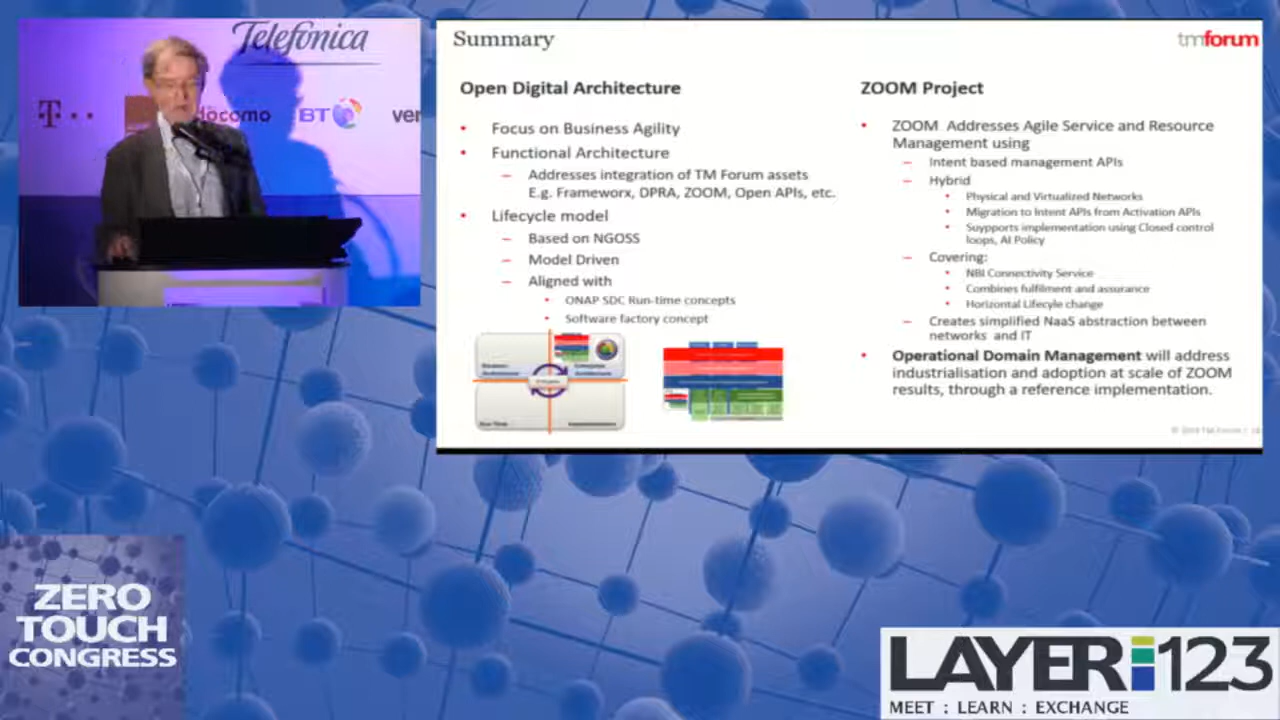 Telefónica
T
docomo
BT
ver
Summary
tmforum
Open Digital Architecture
Focus on Business Agility
Functional Architecture
Addresses integration of TM Forum assets
E.g. Frameworx, DPRA, ZOOM, Open APIs, etc.
Lifecycle model
Based on NGOSS
Model Driven
Aligned with
ONAP SDC Run-time concepts
Software factory concept
ZOOM Project
ZOOM Addresses Agile Service and Resource
Management using
Intent based management APIs
Hybrid
Physical and Virtualized Networks
Migration to Intent APIs from Activation APIs
Suypports implementation using Closed control
loops, AI Policy
Covering:
NBI Connectivity Service
Combines fulfilment and assurance
Horizontal Lifecyle change
Creates simplified NaaS abstraction between
networks and IT
Operational Domain Management will address
industrialisation and adoption at scale of ZOOM
results, through a reference implementation.
ZERO
TOUCH
CONGRESS
LAYER 123
MEET : LEARN : EXCHANGE